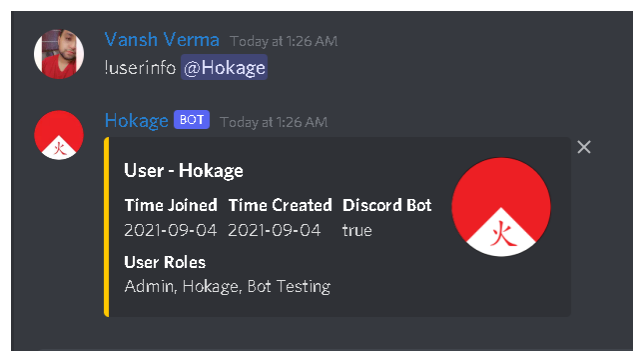 Vansh Verma Today at 1:26 AM
!userinfo @Hokage
Hokage BOT Today at 1:26 AM
火
User - Hokage
Time Joined Time Created Discord Bot
2021-09-04 2021-09-04 true
火
User Roles
Admin, Hokage, Bot Testing